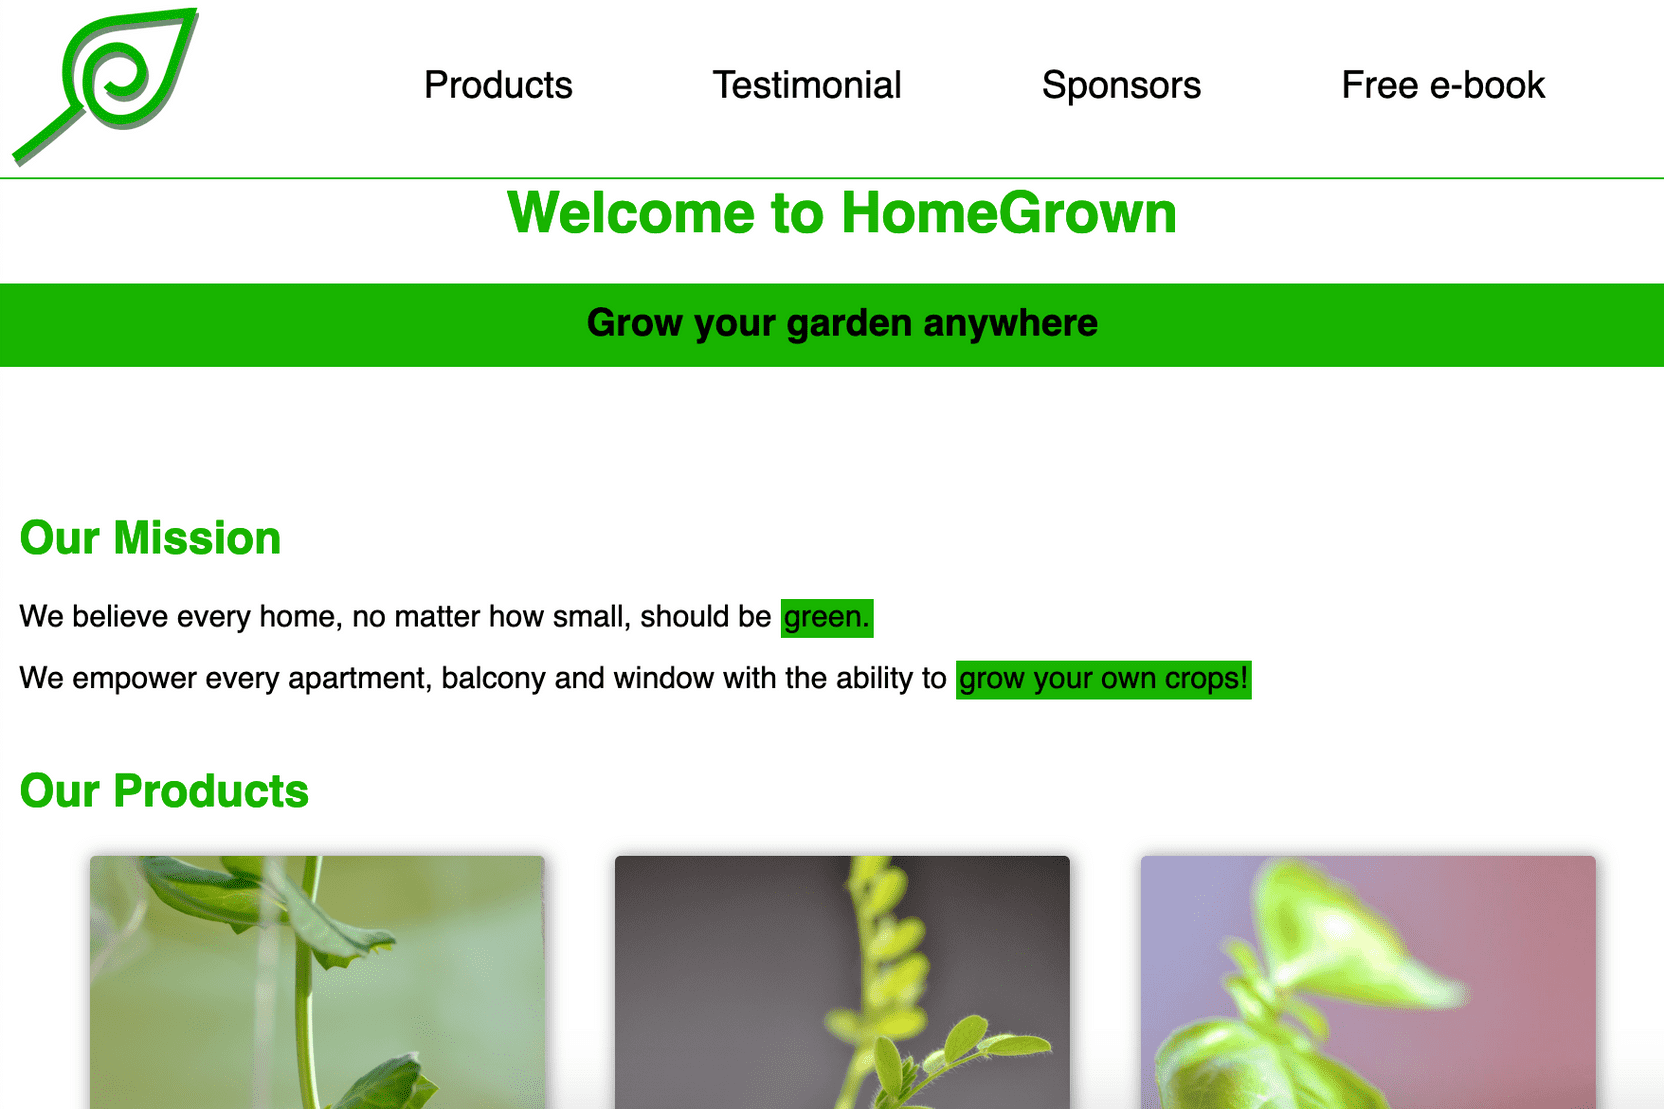 Products Testimonial Sponsors Free e-book
Welcome to HomeGrown
Grow your garden anywhere
Our Mission
We believe every home, no matter how small, should be green.
We empower every apartment, balcony and window with the ability to grow your own crops!
Our Products